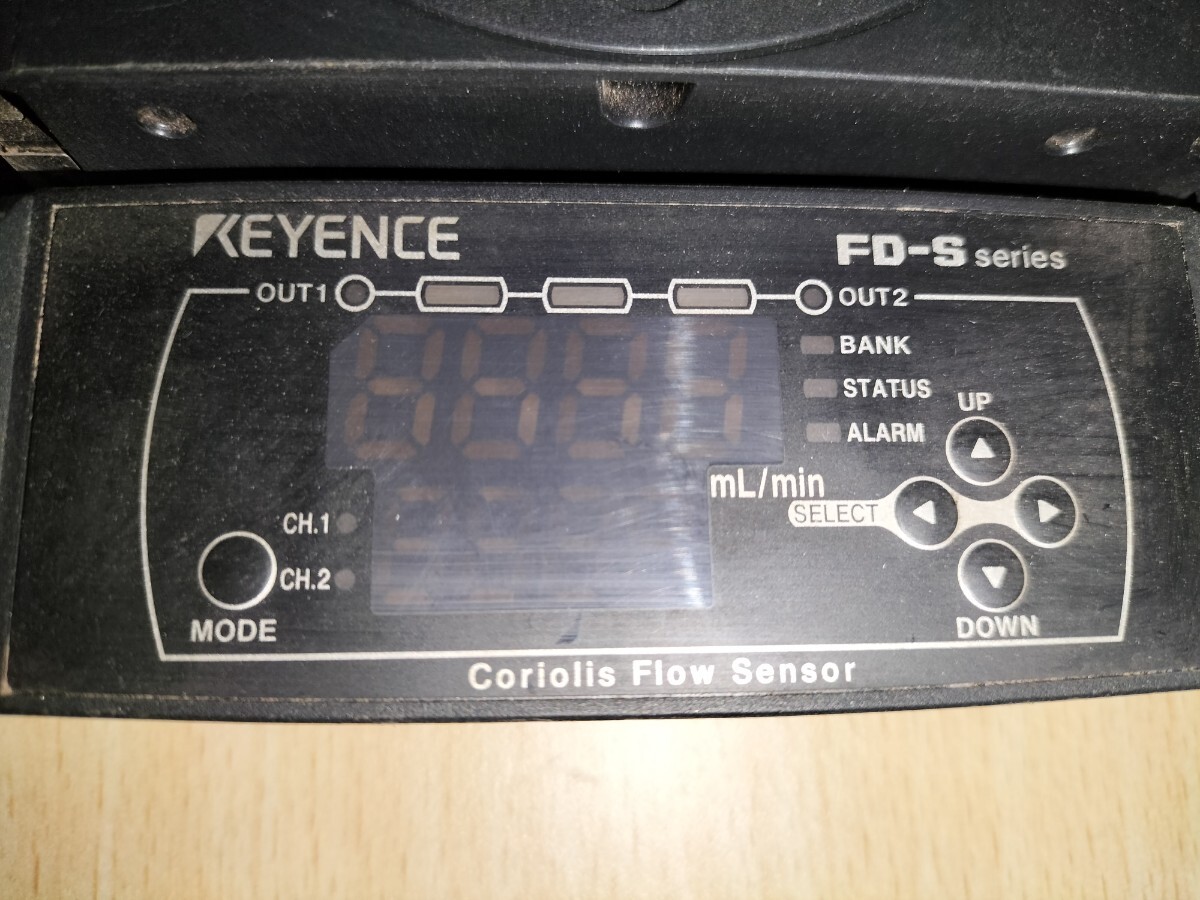 KEYENCE
FD-S series
OUT1
OUT2
BANK
STATUS
ALARM
UP
mL/min
SELECT
CH.1
CH.2
MODE
DOWN
Coriolis Flow Sensor